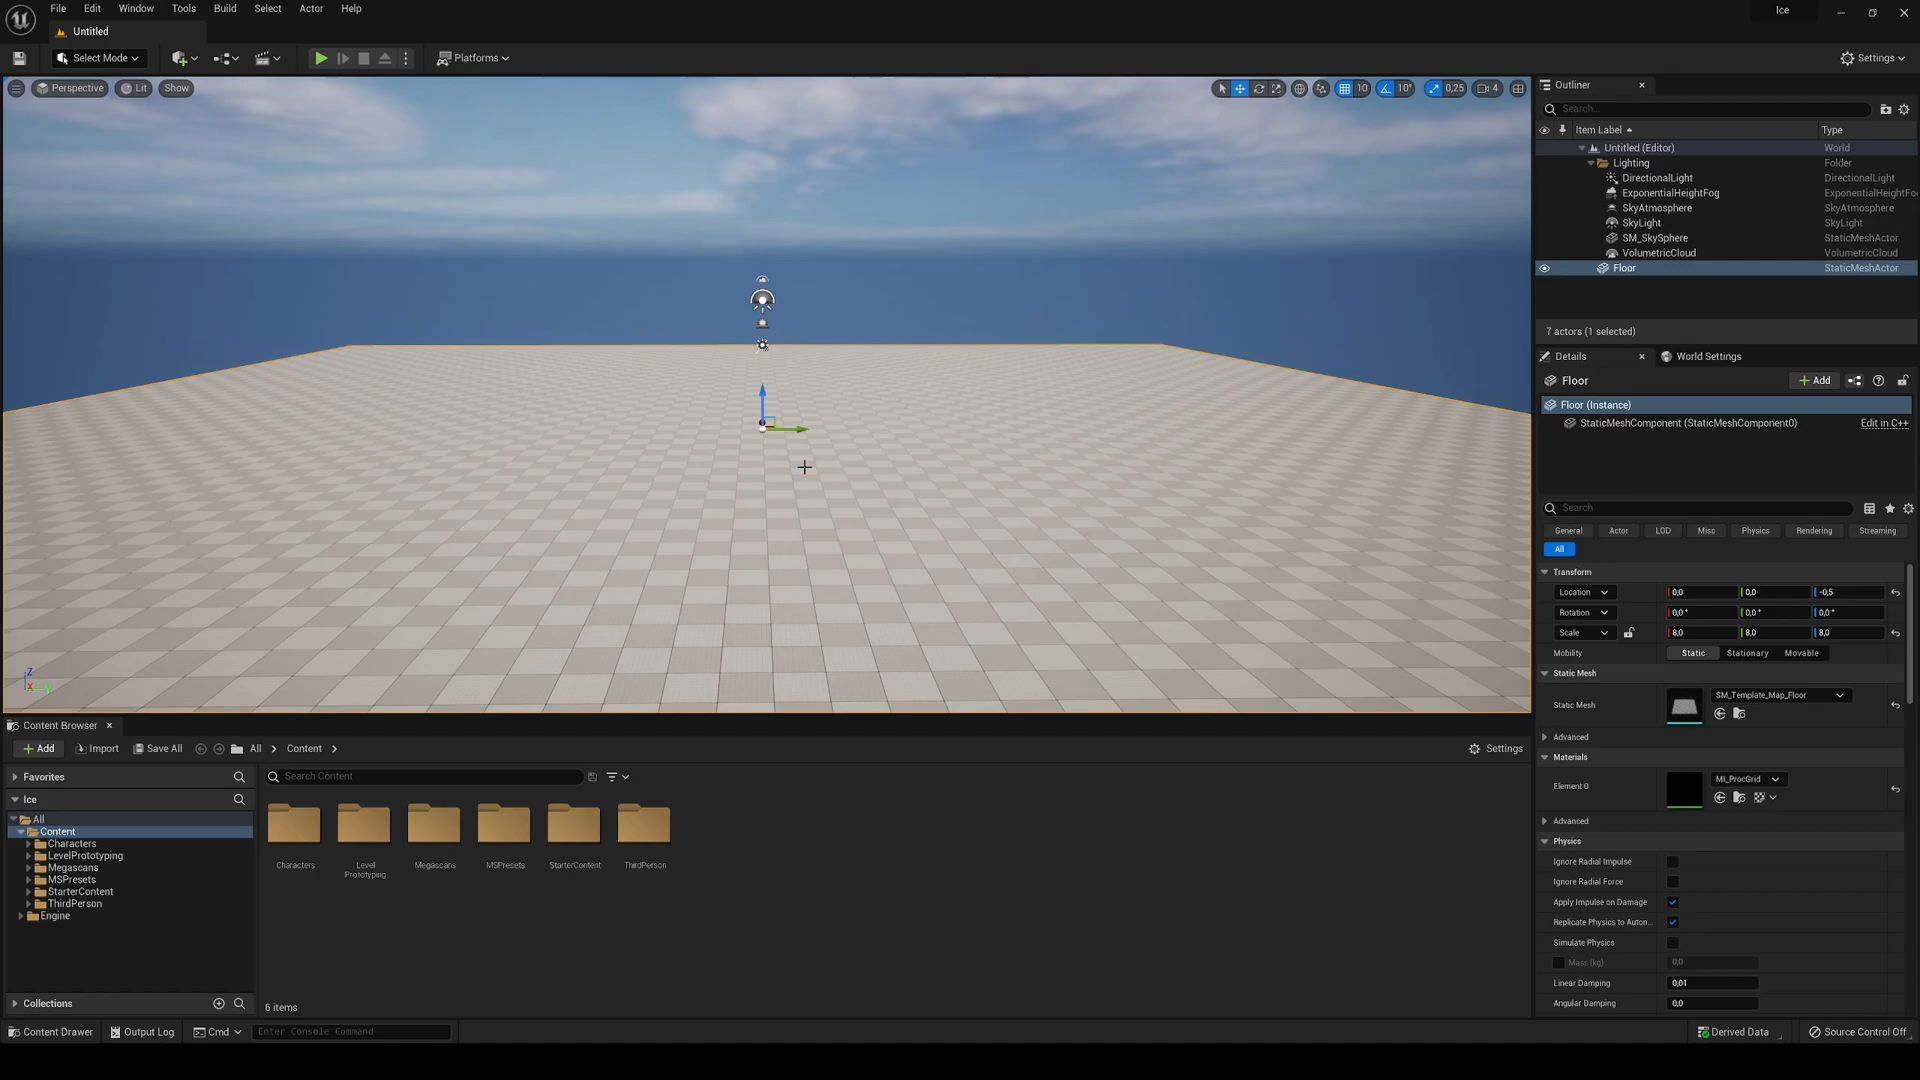 File Edit Window Tools Build Select Actor Help
Ice
Untitled
Select Mode
Platforms
Settings
Perspective Lit Show
10 10° 0,25 4
Outliner
Search...
Item Label Type
Untitled (Editor) World
Lighting Folder
DirectionalLight DirectionalLight
ExponentialHeightFog ExponentialHeightFo
SkyAtmosphere SkyAtmosphere
SkyLight SkyLight
SM_SkySphere StaticMeshActor
VolumetricCloud VolumetricCloud
Floor StaticMeshActor
7 actors (1 selected)
Details World Settings
Floor
Add
Floor (Instance)
StaticMeshComponent (StaticMeshComponent0) Edit in C++
Search
General Actor LOD Misc Physics Rendering Streaming
All
Transform
Location 0,0 0,0 -0,5
Rotation 0,0 ° 0,0 ° 0,0 °
Scale 8,0 8,0 8,0
Mobility Static Stationary Movable
Static Mesh
Static Mesh SM_Template_Map_Floor
Advanced
Materials
Element 0 MI_ProcGrid
Advanced
Physics
Ignore Radial Impulse
Ignore Radial Force
Apply Impulse on Damage
Replicate Physics to Auton...
Simulate Physics
Mass (kg) 0,0
Linear Damping 0,01
Angular Damping 0,0
Z
X Y
Content Browser
Add Import Save All All Content Settings
Favorites
Search Content
Ice
All
Content
Characters
LevelPrototyping
Megascans
MSPresets
StarterContent
ThirdPerson
Engine
Characters Level Prototyping Megascans MSPresets StarterContent ThirdPerson
Collections
6 items
Content Drawer Output Log Cmd Enter Console Command
Derived Data Source Control Off